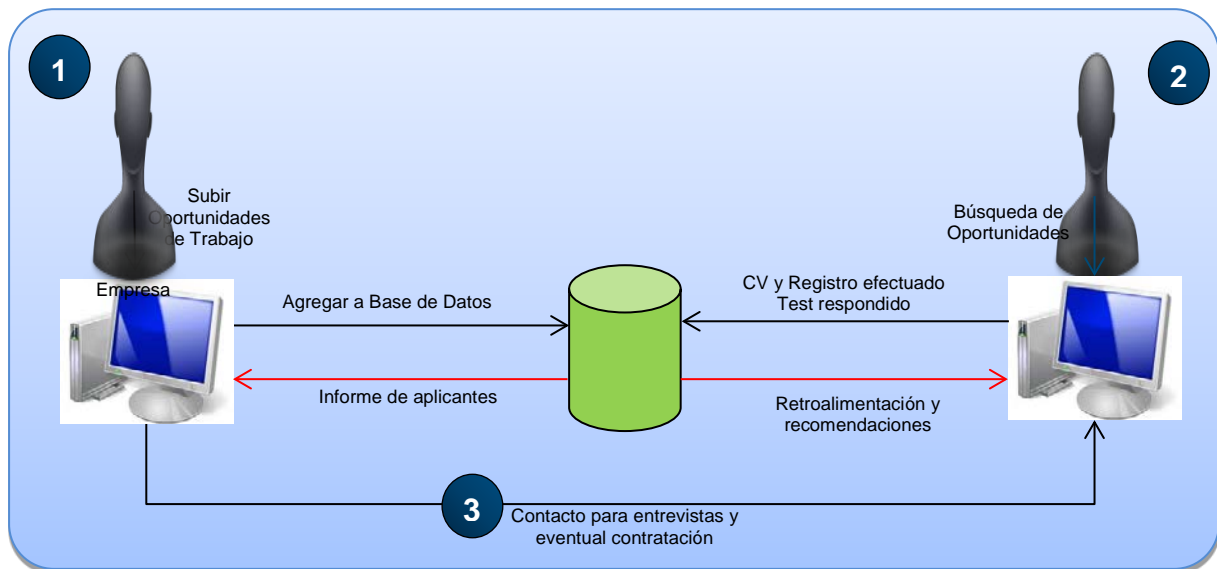 1
2
Subir
Oportunidades
de Trabajo
Búsqueda de
Oportunidades
Empresa
Agregar a Base de Datos
CV y Registro efectuado
Test respondido
Informe de aplicantes
Retroalimentación y
recomendaciones
3
Contacto para entrevistas y
eventual contratación